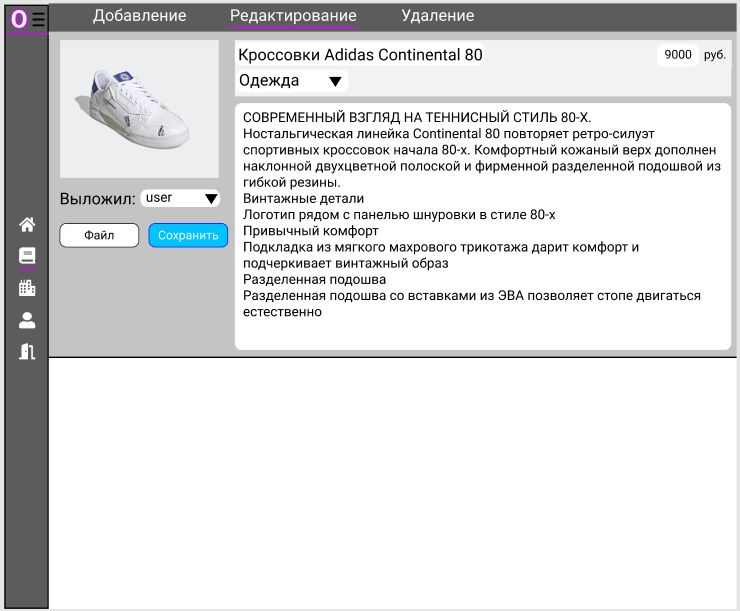 O
Добавление
Редактирование
Удаление
Кроссовки Adidas Continental 80
9000 руб.
Одежда
СОВРЕМЕННЫЙ ВЗГЛЯД НА ТЕННИСНЫЙ СТИЛЬ 80-Х.
Ностальгическая линейка Continental 80 повторяет ретро-силуэт
спортивных кроссовок начала 80-х. Комфортный кожаный верх дополнен
наклонной двухцветной полоской и фирменной разделенной подошвой из
гибкой резины.
Винтажные детали
Логотип рядом с панелью шнуровки в стиле 80-х
Привычный комфорт
Подкладка из мягкого махрового трикотажа дарит комфорт и
подчеркивает винтажный образ
Разделенная подошва
Разделенная подошва со вставками из ЭВА позволяет стопе двигаться
естественно
Выложил: user
Файл
Сохранить